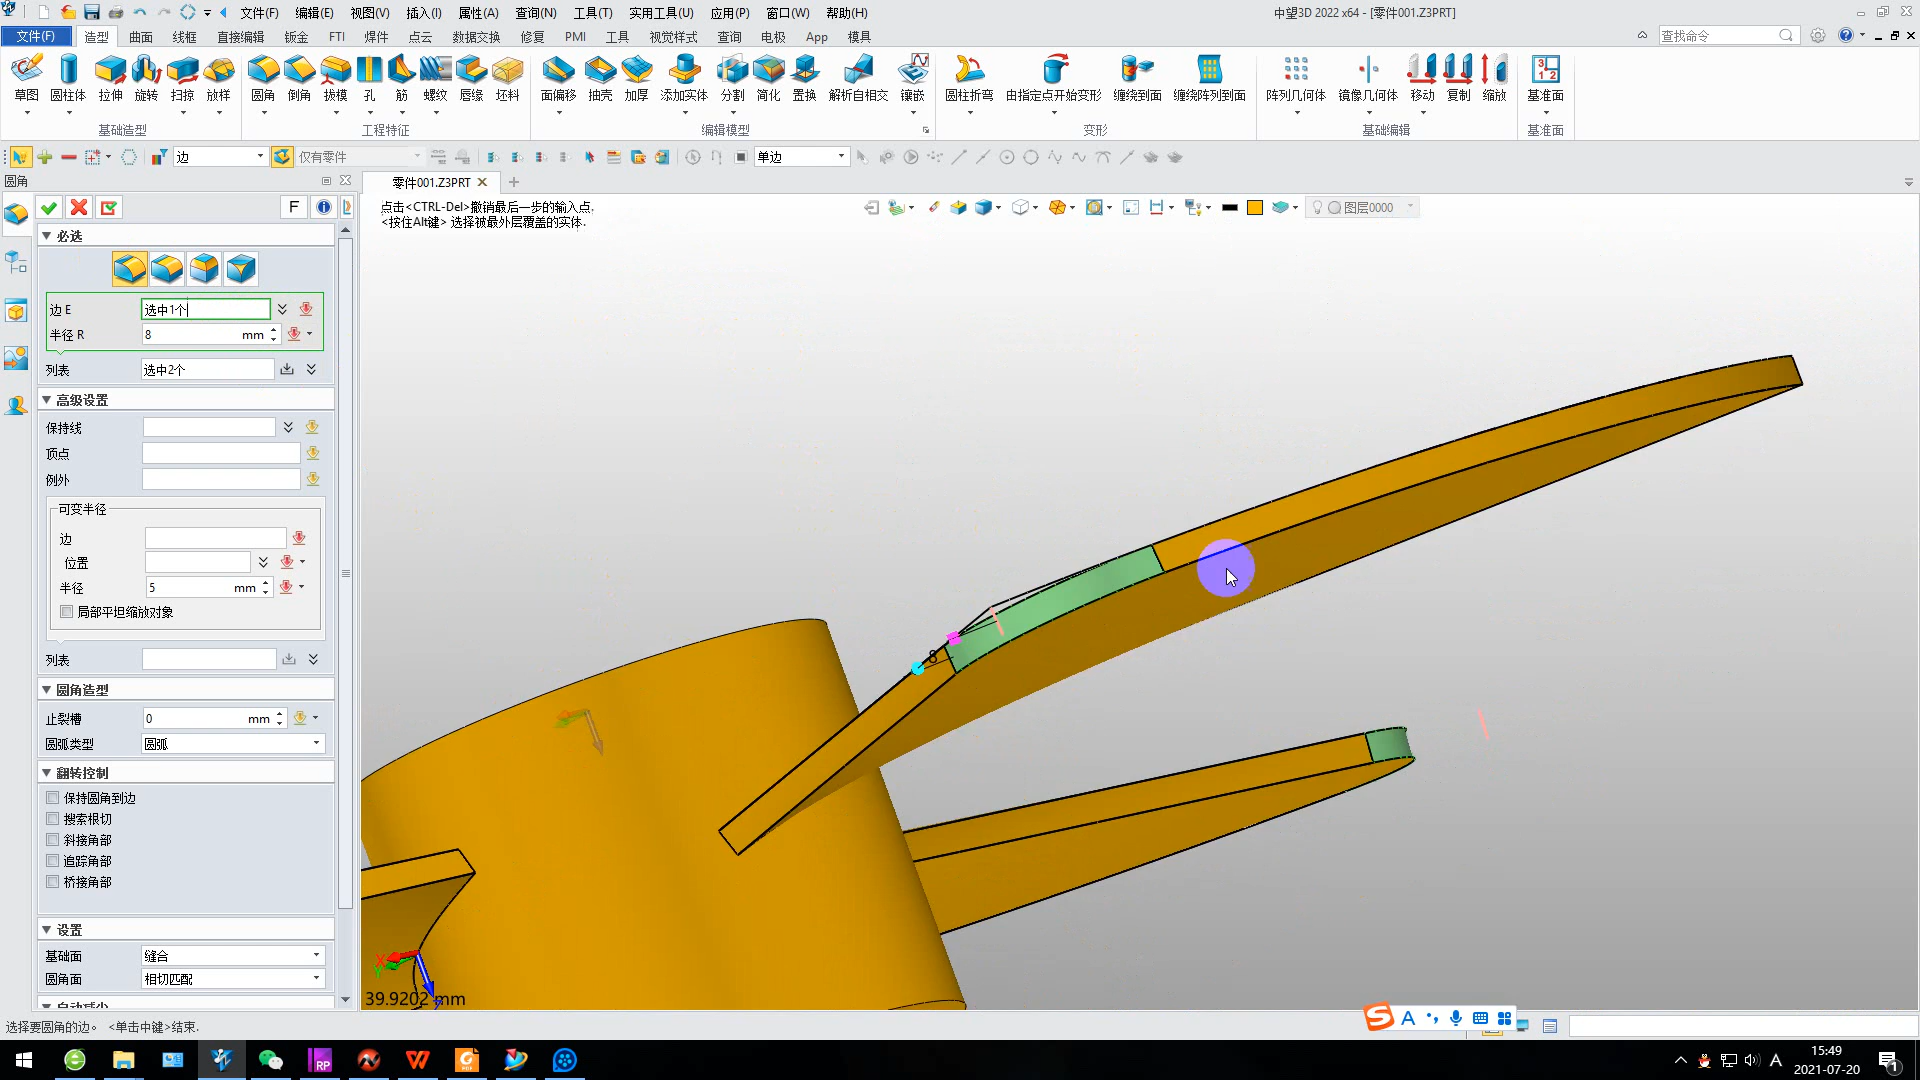 文件(F) 编辑(E) 视图(V) 插入(I) 属性(A) 查询(N) 工具(T) 实用工具(U) 应用(P) 窗口(W) 帮助(H) 中望3D 2022 x64 - [零件001.Z3PRT]
文件(F) 造型 曲面 线框 直接编辑 钣金 FTI 焊件 点云 数据交换 修复 PMI 工具 视觉样式 查询 电极 App 模具 查找命令
草图 圆柱体 拉伸 旋转 扫掠 放样 圆角 倒角 拔模 孔 筋 螺纹 唇缘 坯料 面偏移 抽壳 加厚 添加实体 分割 简化 置换 解析自相交 镶嵌 圆柱折弯 由指定点开始变形 缠绕到面 缠绕阵列到面 阵列几何体 镜像几何体 移动 复制 缩放 基准面
基础造型 工程特征 编辑模型 变形 基础编辑 基准面
边 仅有零件 单边
圆角 零件001.Z3PRT
点击<CTRL-Del>撤销最后一步的输入点.
<按住Alt键> 选择被最外层覆盖的实体.
图层0000
F
必选
边 E 选中1个
半径 R 8 mm
列表 选中2个
高级设置
保持线
顶点
例外
可变半径
边
位置
半径 5 mm
局部平坦缩放对象
列表
圆角造型
止裂槽 0 mm
圆弧类型 圆弧
翻转控制
保持圆角到边
搜索根切
斜接角部
追踪角部
桥接角部
设置
基础面 缝合
圆角面 相切匹配
自动减少
8
X
Y
39.9202 mm
选择要圆角的边。 <单击中键>结束.
A
RP
A
15:49
2021-07-20
1